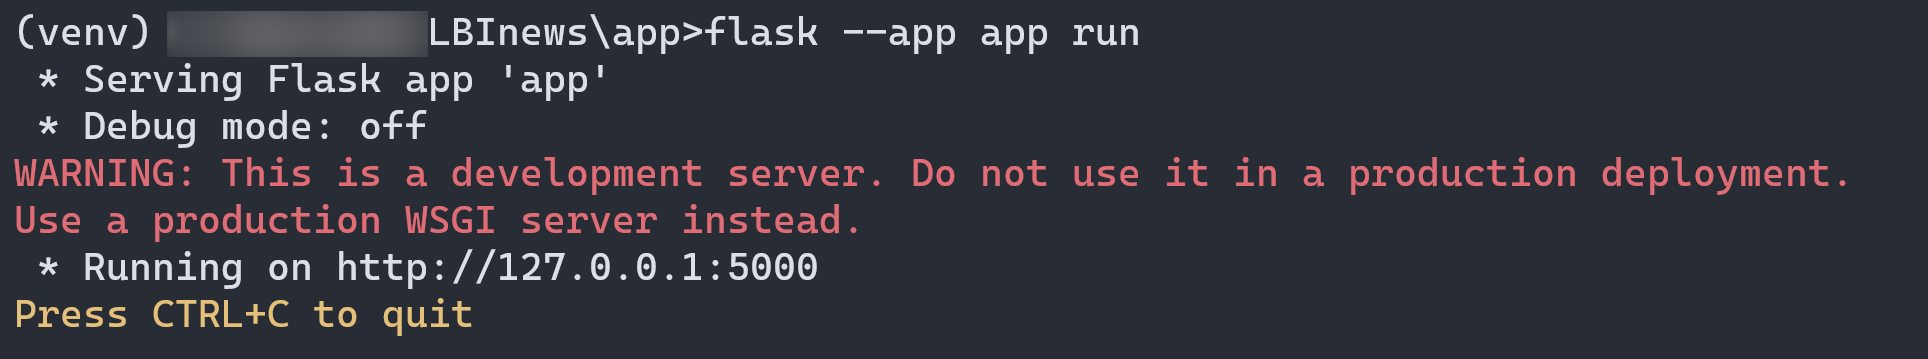 (venv) LBInews\app>flask --app app run
* Serving Flask app 'app'
* Debug mode: off
WARNING: This is a development server. Do not use it in a production deployment.
Use a production WSGI server instead.
* Running on http://127.0.0.1:5000
Press CTRL+C to quit